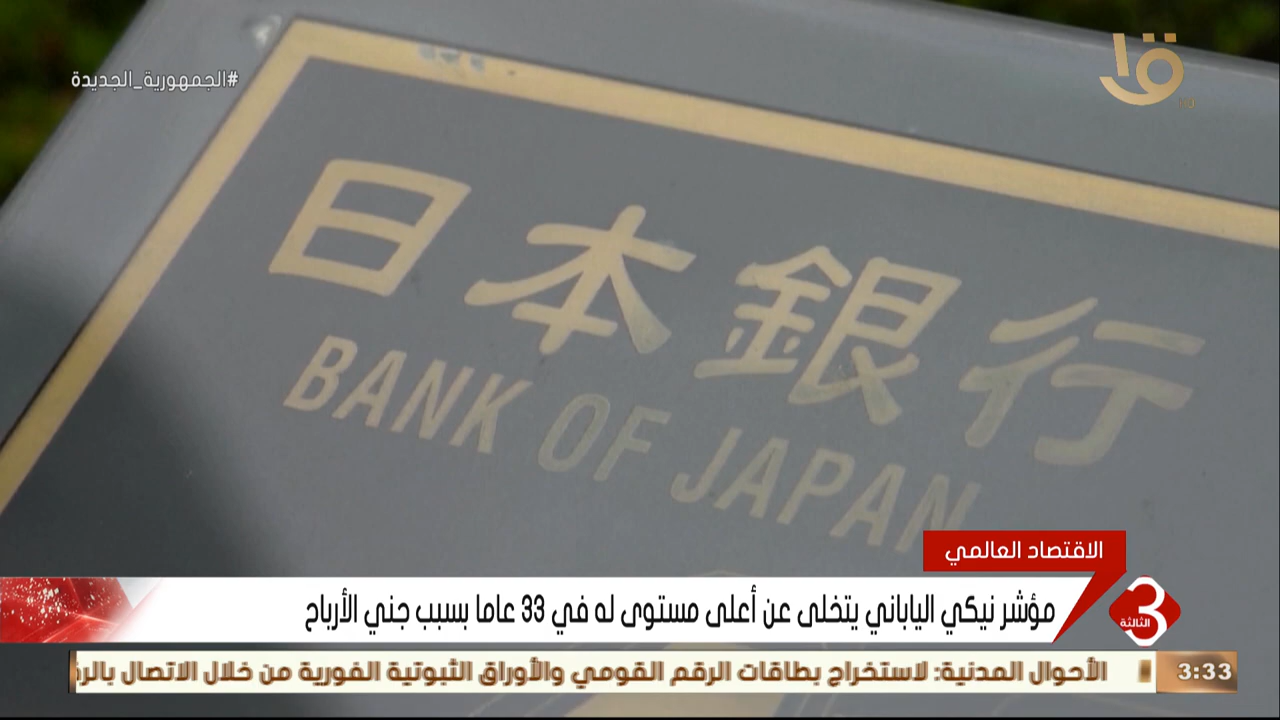 #الجمهورية_الجديدة
日本銀行
BANK OF JAPAN
الاقتصاد العالمي
مؤشر نيكي الياباني يتخلى عن أعلى مستوى له في 33 عاما بسبب جني الأرباح
3 الثالثة
3:33
الأحوال المدنية: لاستخراج بطاقات الرقم القومي والأوراق الثبوتية الفورية من خلال الاتصال